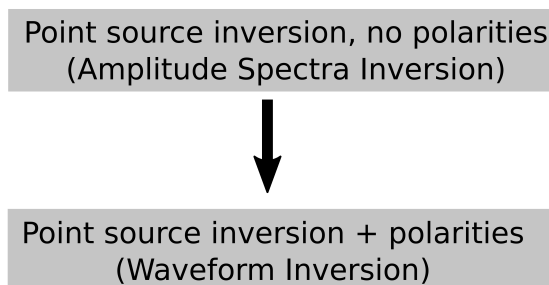 Point source inversion, no polarities
(Amplitude Spectra Inversion)
Point source inversion + polarities
(Waveform Inversion)